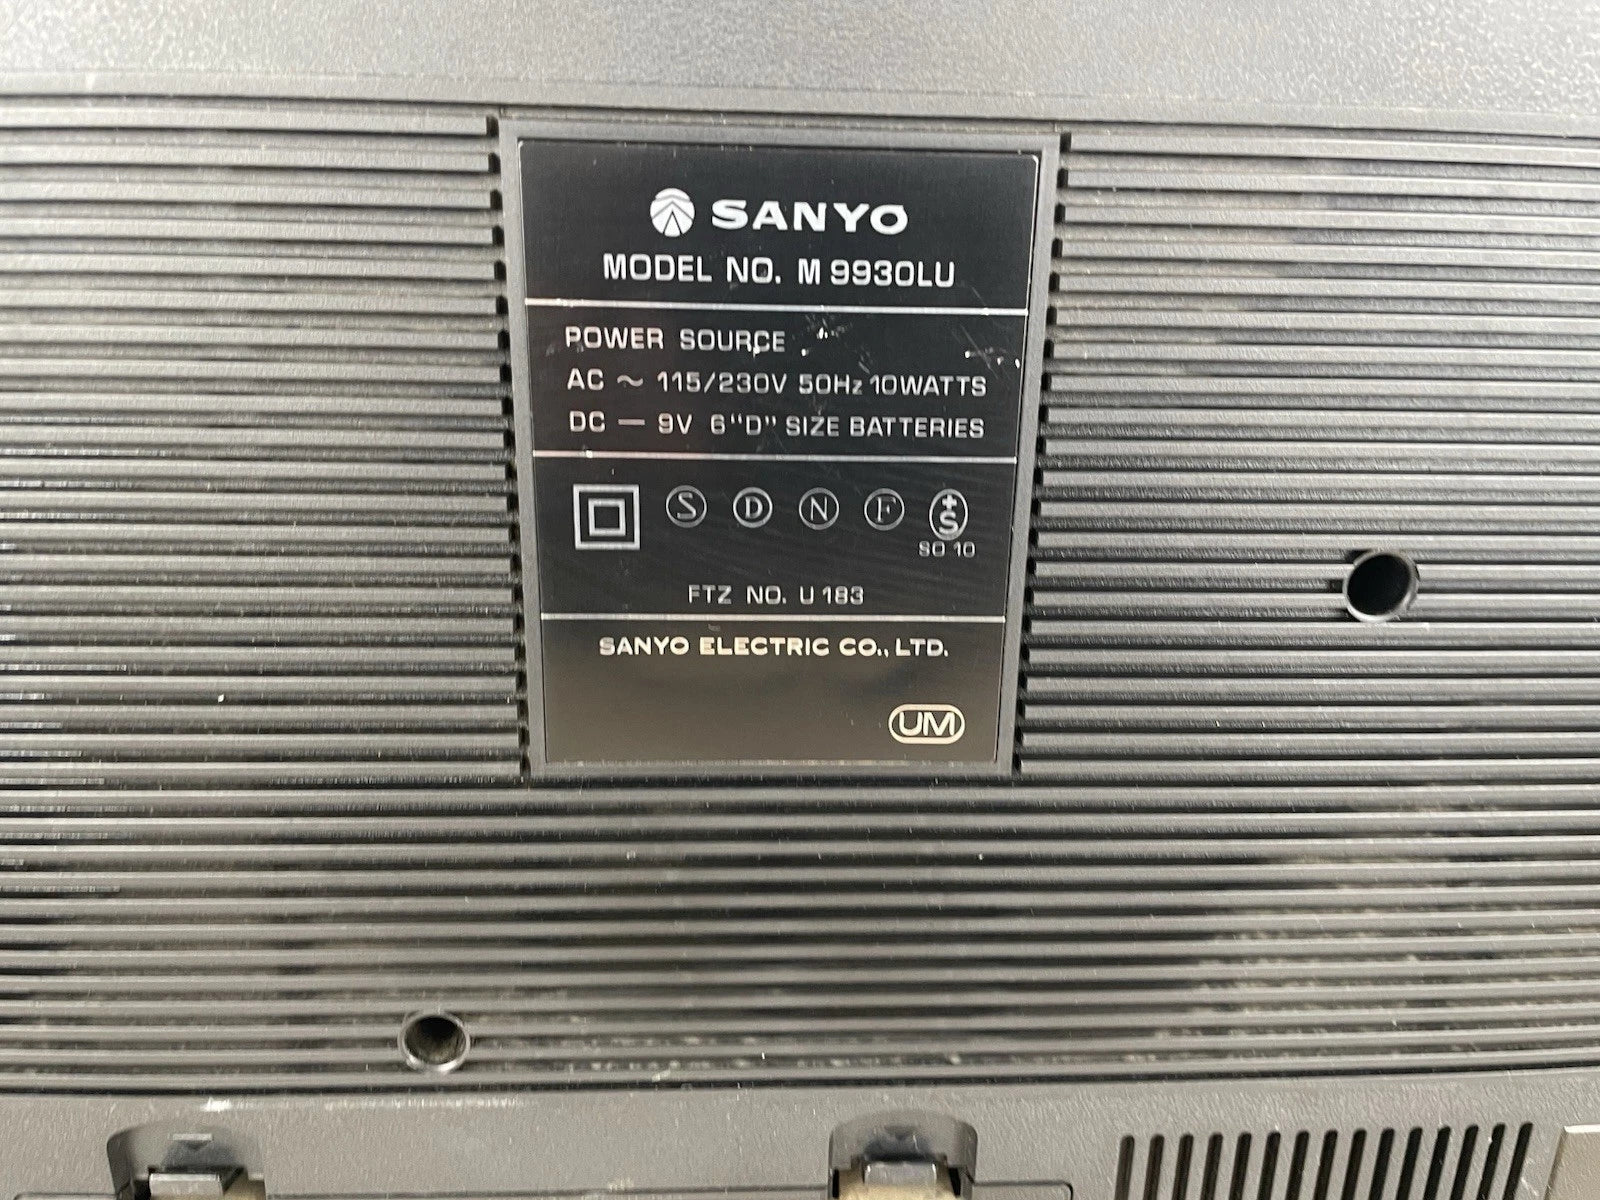 SANYO
MODEL NO. M 9930LU
POWER SOURCE
AC ~ 115/230V 50Hz 10WATTS
DC — 9V 6"D" SIZE BATTERIES
S D N F +S
SO 10
FTZ NO. U 183
SANYO ELECTRIC CO., LTD.
UM